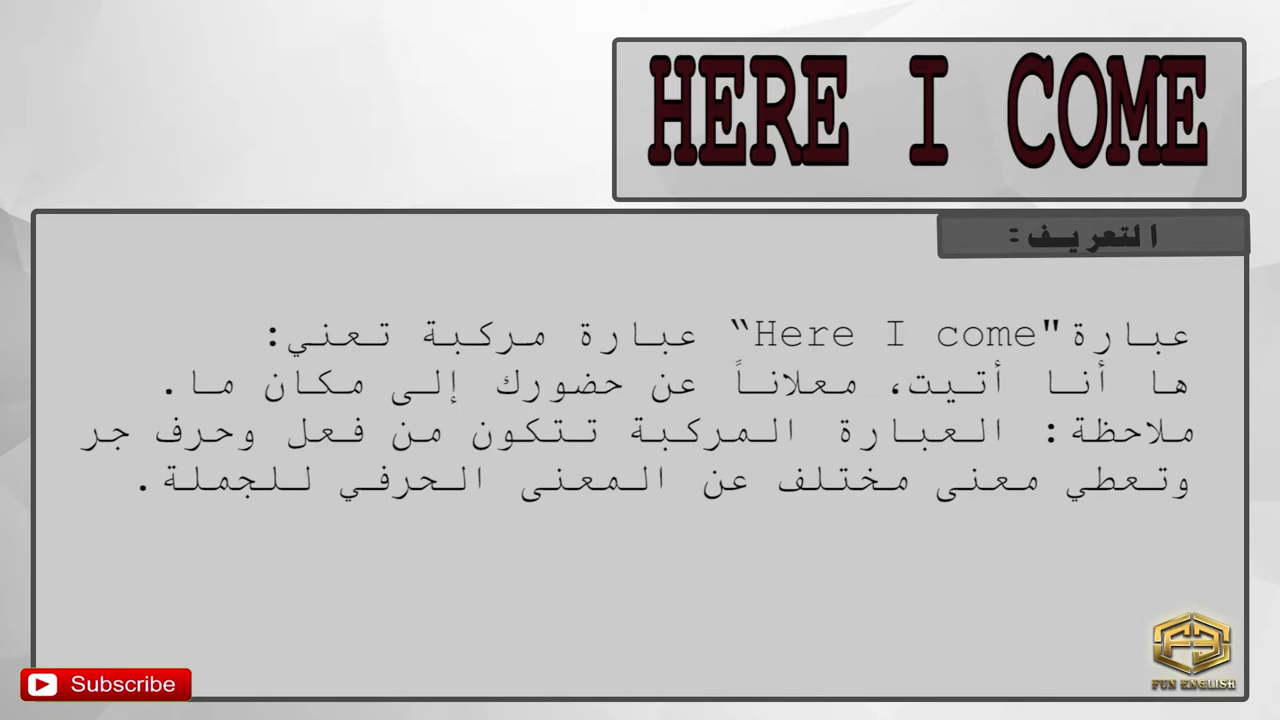 HERE I COME
التعريف:
عبارة "Here I come“ عبارة مركبة تعني:
ها أنا أتيت، معلاناً عن حضورك إلى مكان ما.
ملاحظة: العبارة المركبة تتكون من فعل وحرف جر
وتعطي معنى مختلف عن المعنى الحرفي للجملة.
Subscribe
FUN ENGLISH